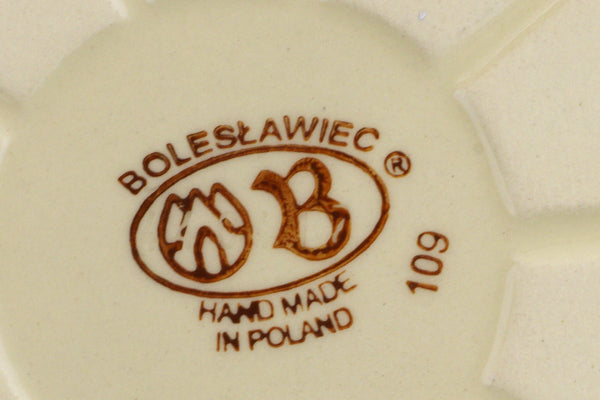 BOLESŁAWIEC ®
B
HAND MADE
IN POLAND
109